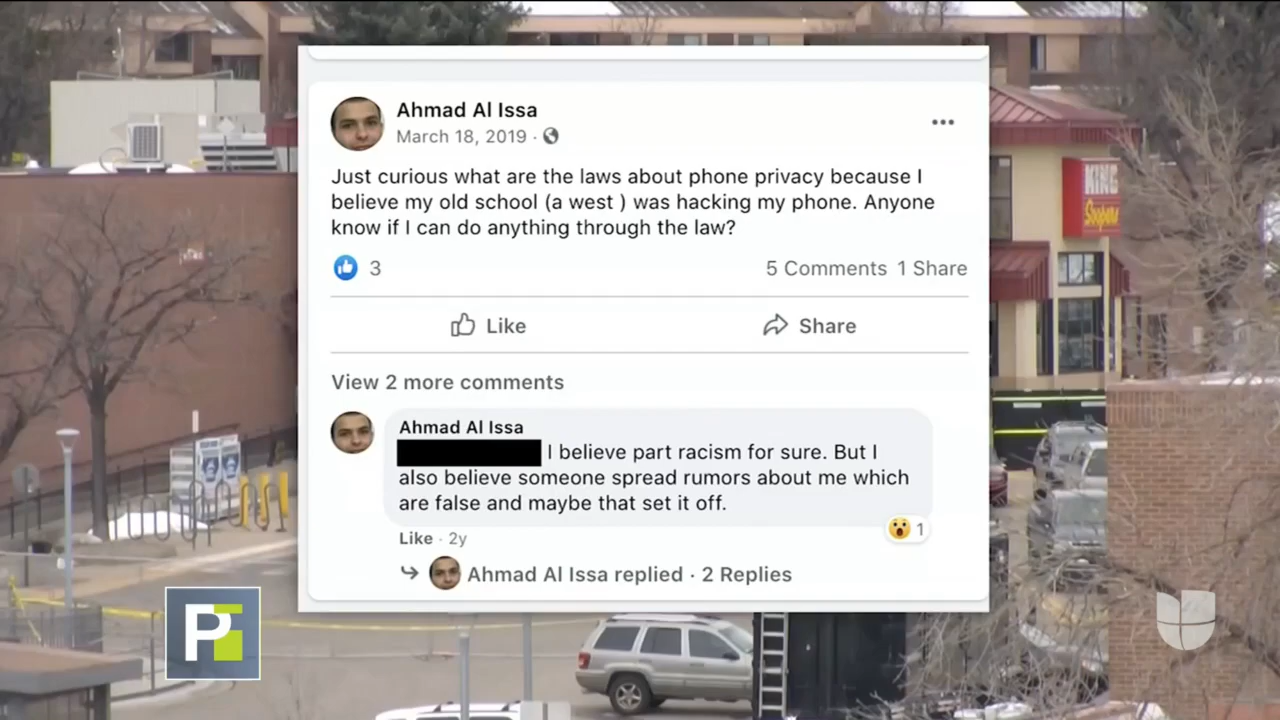 Ahmad Al Issa
March 18, 2019 ·
Just curious what are the laws about phone privacy because I
believe my old school (a west ) was hacking my phone. Anyone
know if I can do anything through the law?
3
5 Comments 1 Share
Like
Share
View 2 more comments
Ahmad Al Issa
I believe part racism for sure. But I
also believe someone spread rumors about me which
are false and maybe that set it off.
1
Like · 2y
Ahmad Al Issa replied · 2 Replies
KING
Soopers
P